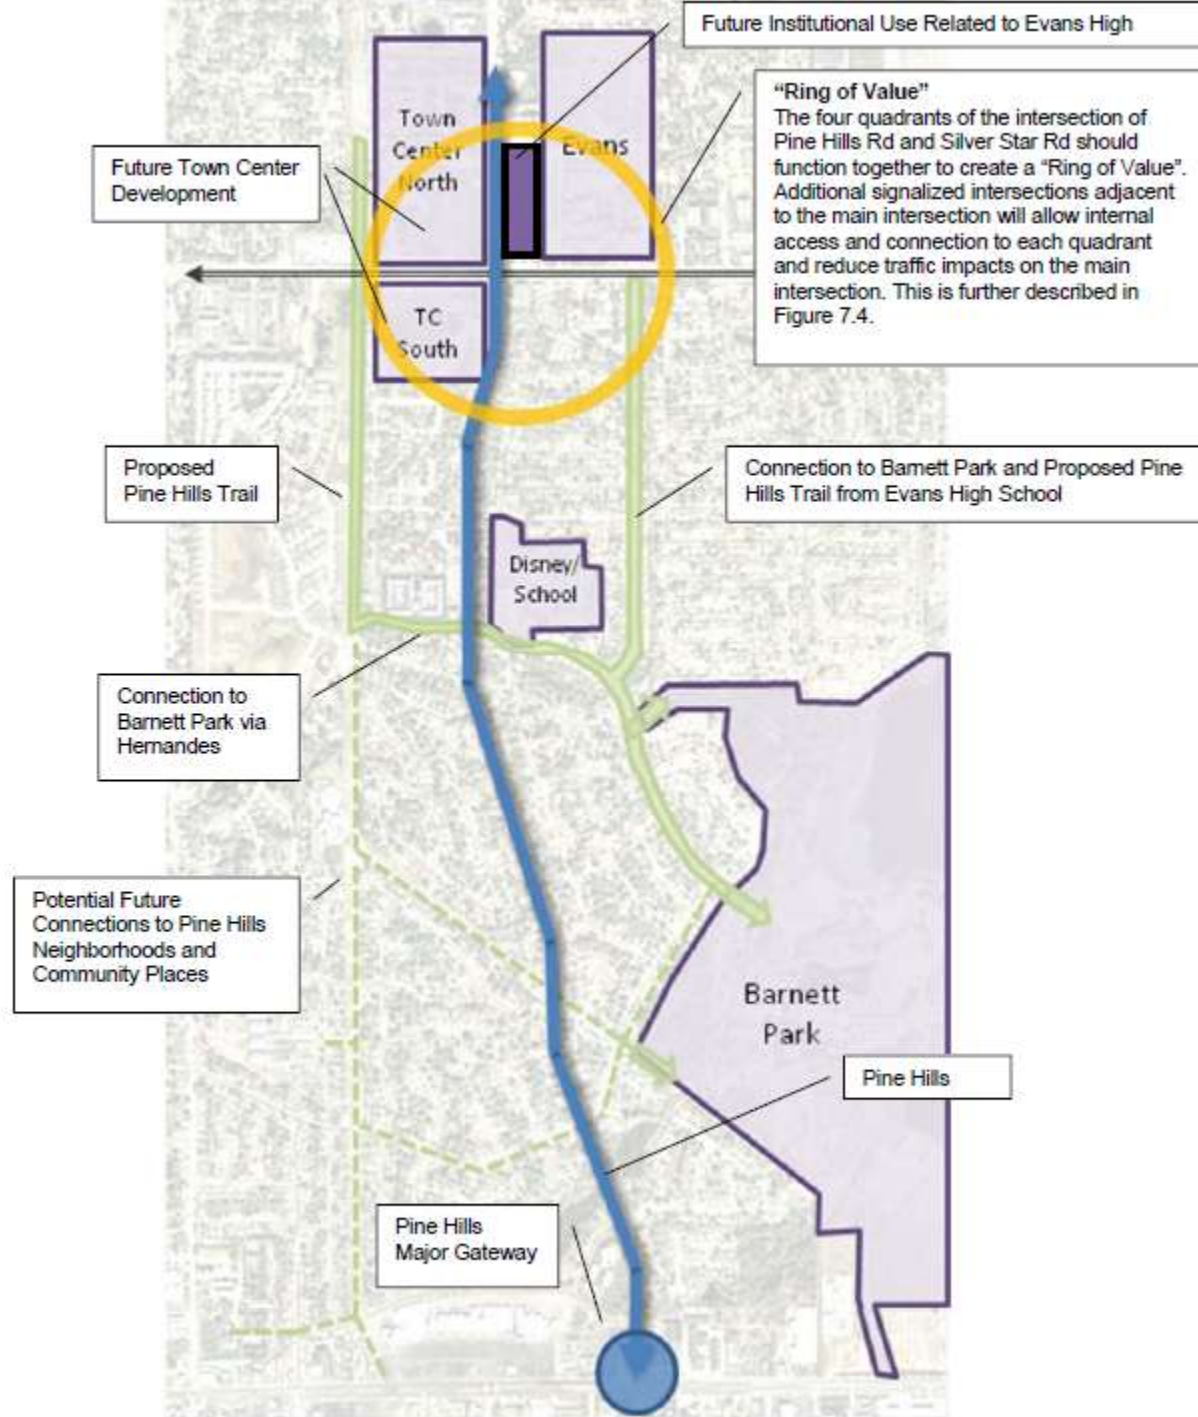 Future Institutional Use Related to Evans High
"Ring of Value"
The four quadrants of the intersection of
Pine Hills Rd and Silver Star Rd should
function together to create a "Ring of Value".
Additional signalized intersections adjacent
to the main intersection will allow internal
access and connection to each quadrant
and reduce traffic impacts on the main
intersection. This is further described in
Figure 7.4.
Town
Center
North
Evans
Future Town Center
Development
TC
South
Proposed
Pine Hills Trail
Connection to Barnett Park and Proposed Pine
Hills Trail from Evans High School
Disney/
School
Connection to
Barnett Park via
Hernandes
Potential Future
Connections to Pine Hills
Neighborhoods and
Community Places
Barnett
Park
Pine Hills
Pine Hills
Major Gateway